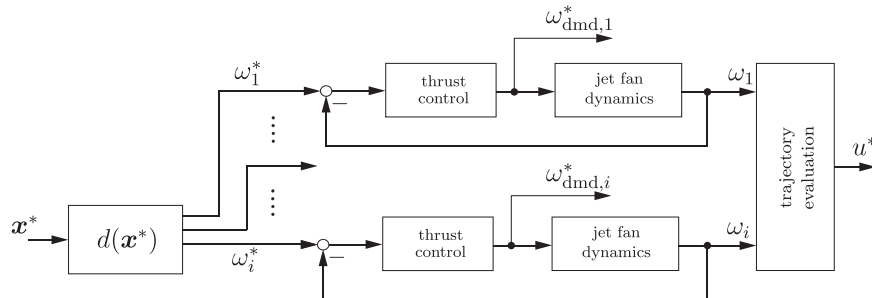 ω*dmd,1
ω*1
thrust
control
jet fan
dynamics
ω1
−
trajectory
evaluation
u*
ω*dmd,i
x*
d(x*)
ω*i
thrust
control
jet fan
dynamics
ωi
−